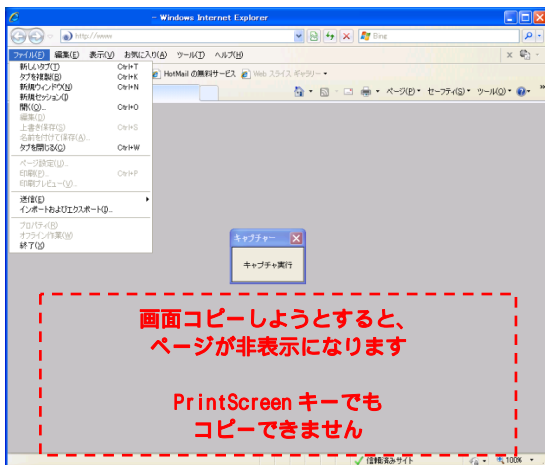 - Windows Internet Explorer
http://www
Bing
ファイル(F) 編集(E) 表示(V) お気に入り(A) ツール(T) ヘルプ(H)
新しいタブ(T) Ctrl+T
タブを複製(B) Ctrl+K
新規ウィンドウ(N) Ctrl+N
新規セッション(I)
開く(O)... Ctrl+O
編集(D)
上書き保存(S) Ctrl+S
名前を付けて保存(A)...
タブを閉じる(C) Ctrl+W
ページ設定(U)...
印刷(P)... Ctrl+P
印刷プレビュー(V)...
送信(E)
インポートおよびエクスポート(I)...
プロパティ(R)
オフライン作業(W)
終了(X)
HotMail の無料サービス Web スライス ギャラリー
ページ(P) セーフティ(S) ツール(O)
キャプチャー
キャプチャ実行
画面コピーしようとすると、
ページが非表示になります
PrintScreen キーでも
コピーできません
信頼済みサイト 100%